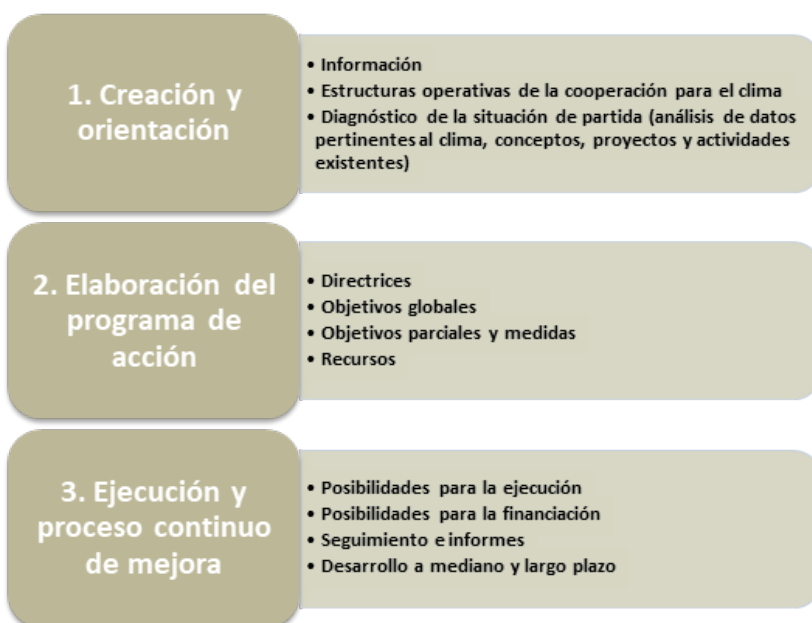 1. Creación y
orientación
• Información
• Estructuras operativas de la cooperación para el clima
• Diagnóstico de la situación de partida (análisis de datos
pertinentes al clima, conceptos, proyectos y actividades
existentes)
2. Elaboración del
programa de
acción
• Directrices
• Objetivos globales
• Objetivos parciales y medidas
• Recursos
3. Ejecución y
proceso continuo
de mejora
• Posibilidades para la ejecución
• Posibilidades para la financiación
• Seguimiento e informes
• Desarrollo a mediano y largo plazo